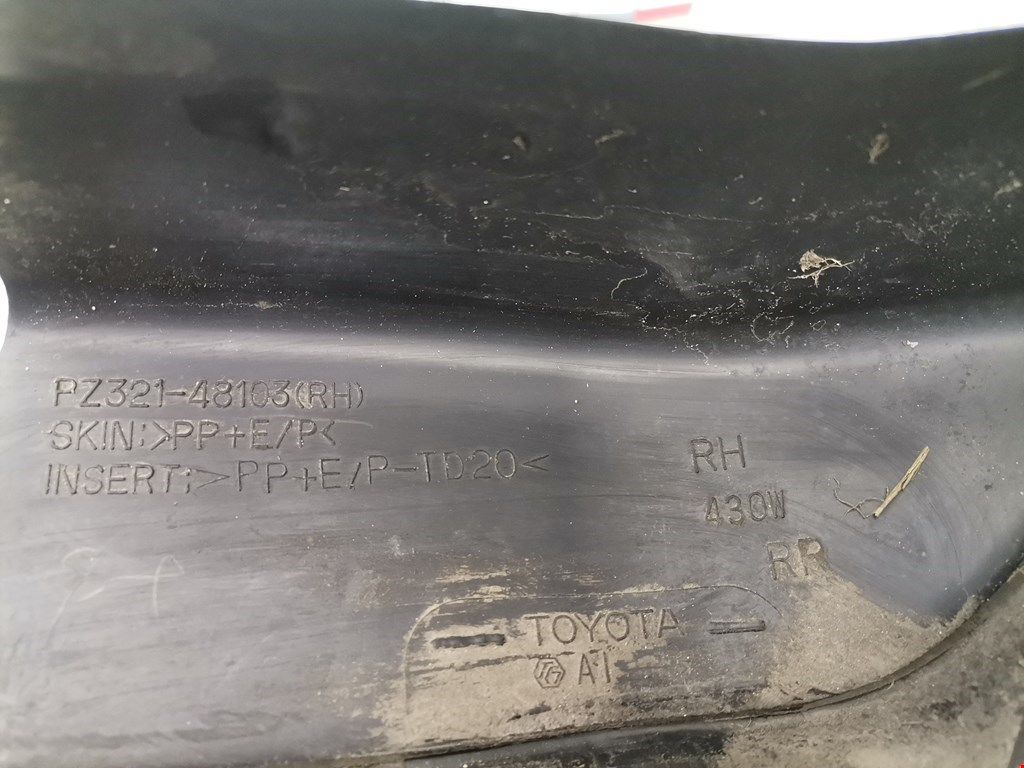 PZ321-48103(RH)
SKIN:>PP+E/P<
INSERT:>PP+E/P-TD20<
RH
430W
RR
TOYOTA
A1